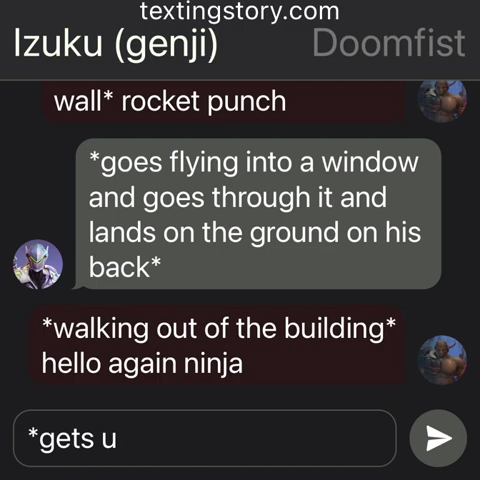 textingstory.com
Izuku (genji) Doomfist
wall* rocket punch
*goes flying into a window
and goes through it and
lands on the ground on his
back*
*walking out of the building*
hello again ninja
*gets u